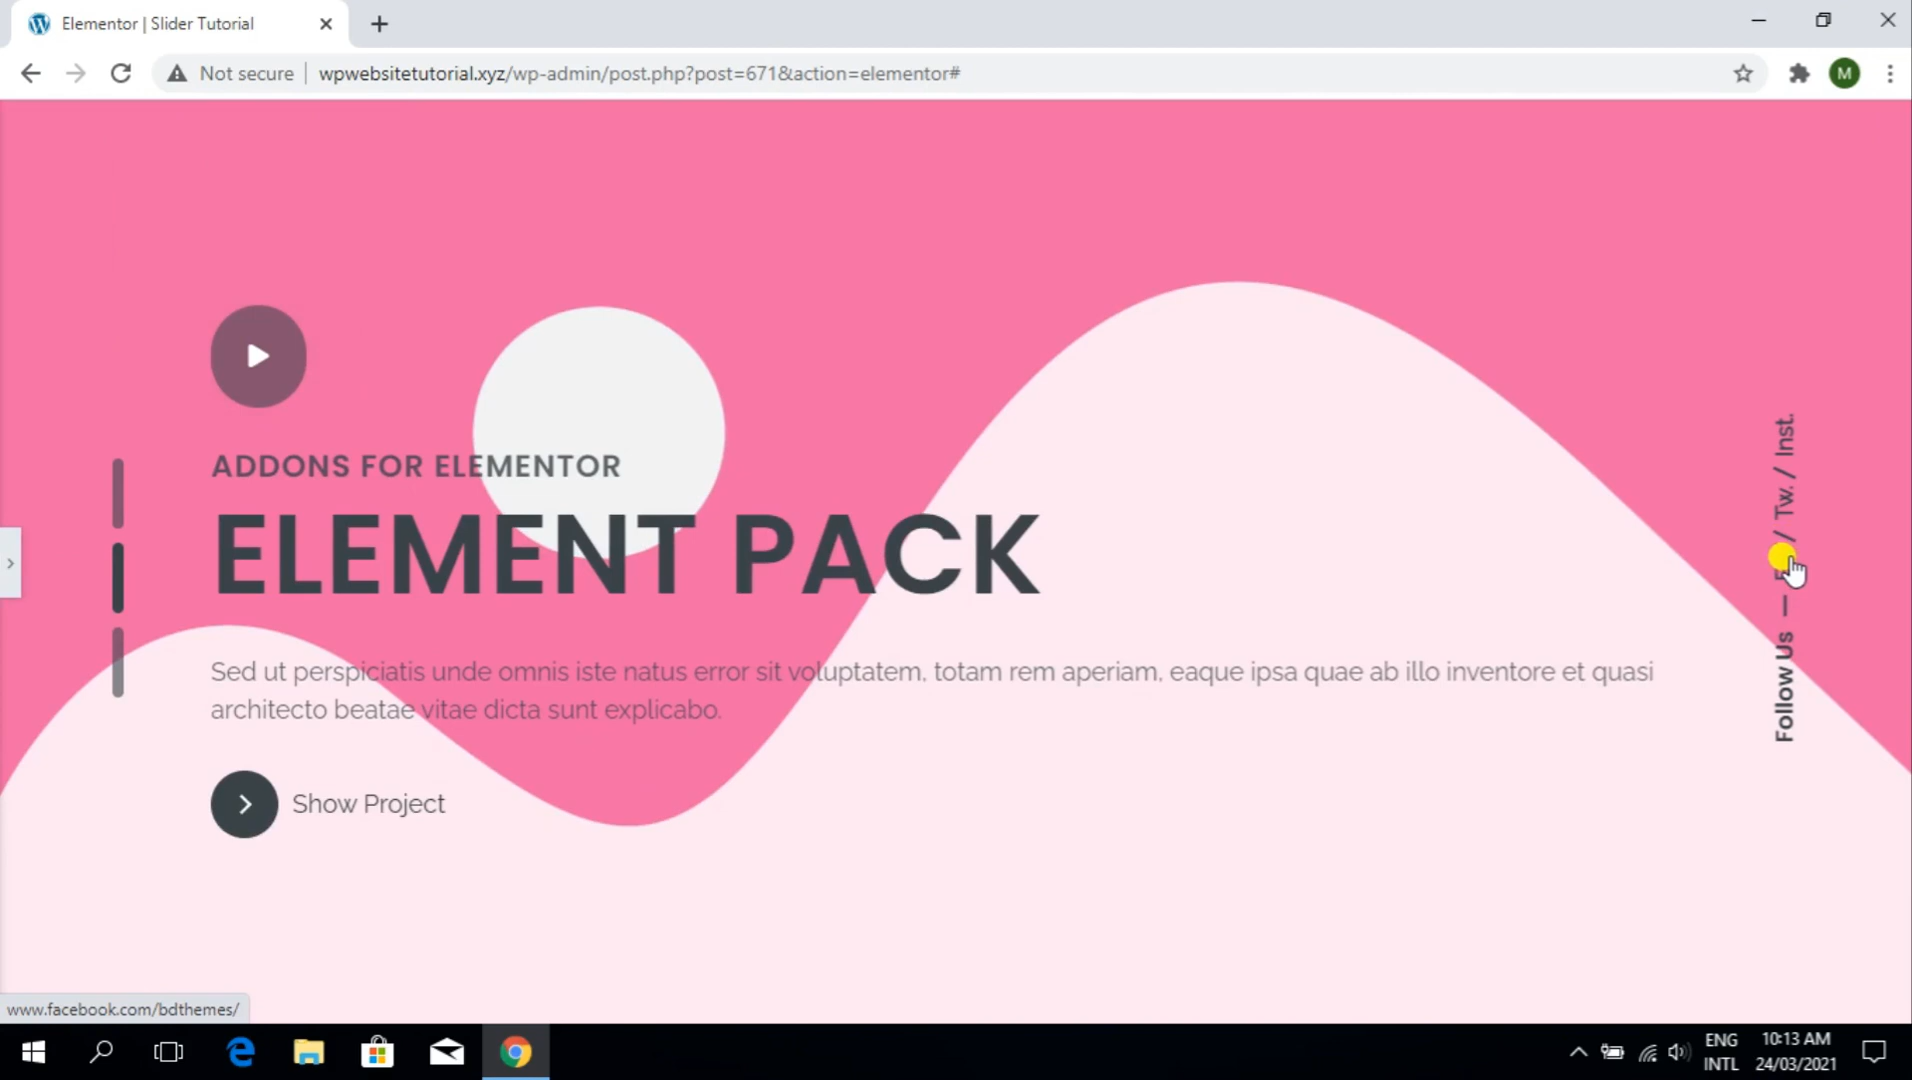 Elementor | Slider Tutorial
Not secure
wpwebsitetutorial.xyz/wp-admin/post.php?post=671&action=elementor#
M
ADDONS FOR ELEMENTOR
ELEMENT PACK
Sed ut perspiciatis unde omnis iste natus error sit voluptatem, totam rem aperiam, eaque ipsa quae ab illo inventore et quasi
architecto beatae vitae dicta sunt explicabo.
Show Project
Follow Us — / Tw. / Inst.
www.facebook.com/bdthemes/
ENG
INTL
10:13 AM
24/03/2021